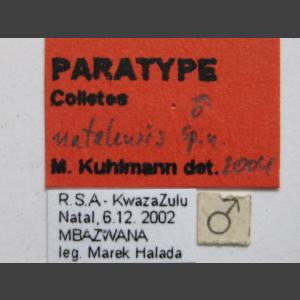 PARATYPE
Colletes ♂
natalensis sp.n.
M. Kuhlmann det. 2004
R.S.A - KwazaZulu
Natal, 6.12. 2002
MBAZWANA
leg. Marek Halada
♂